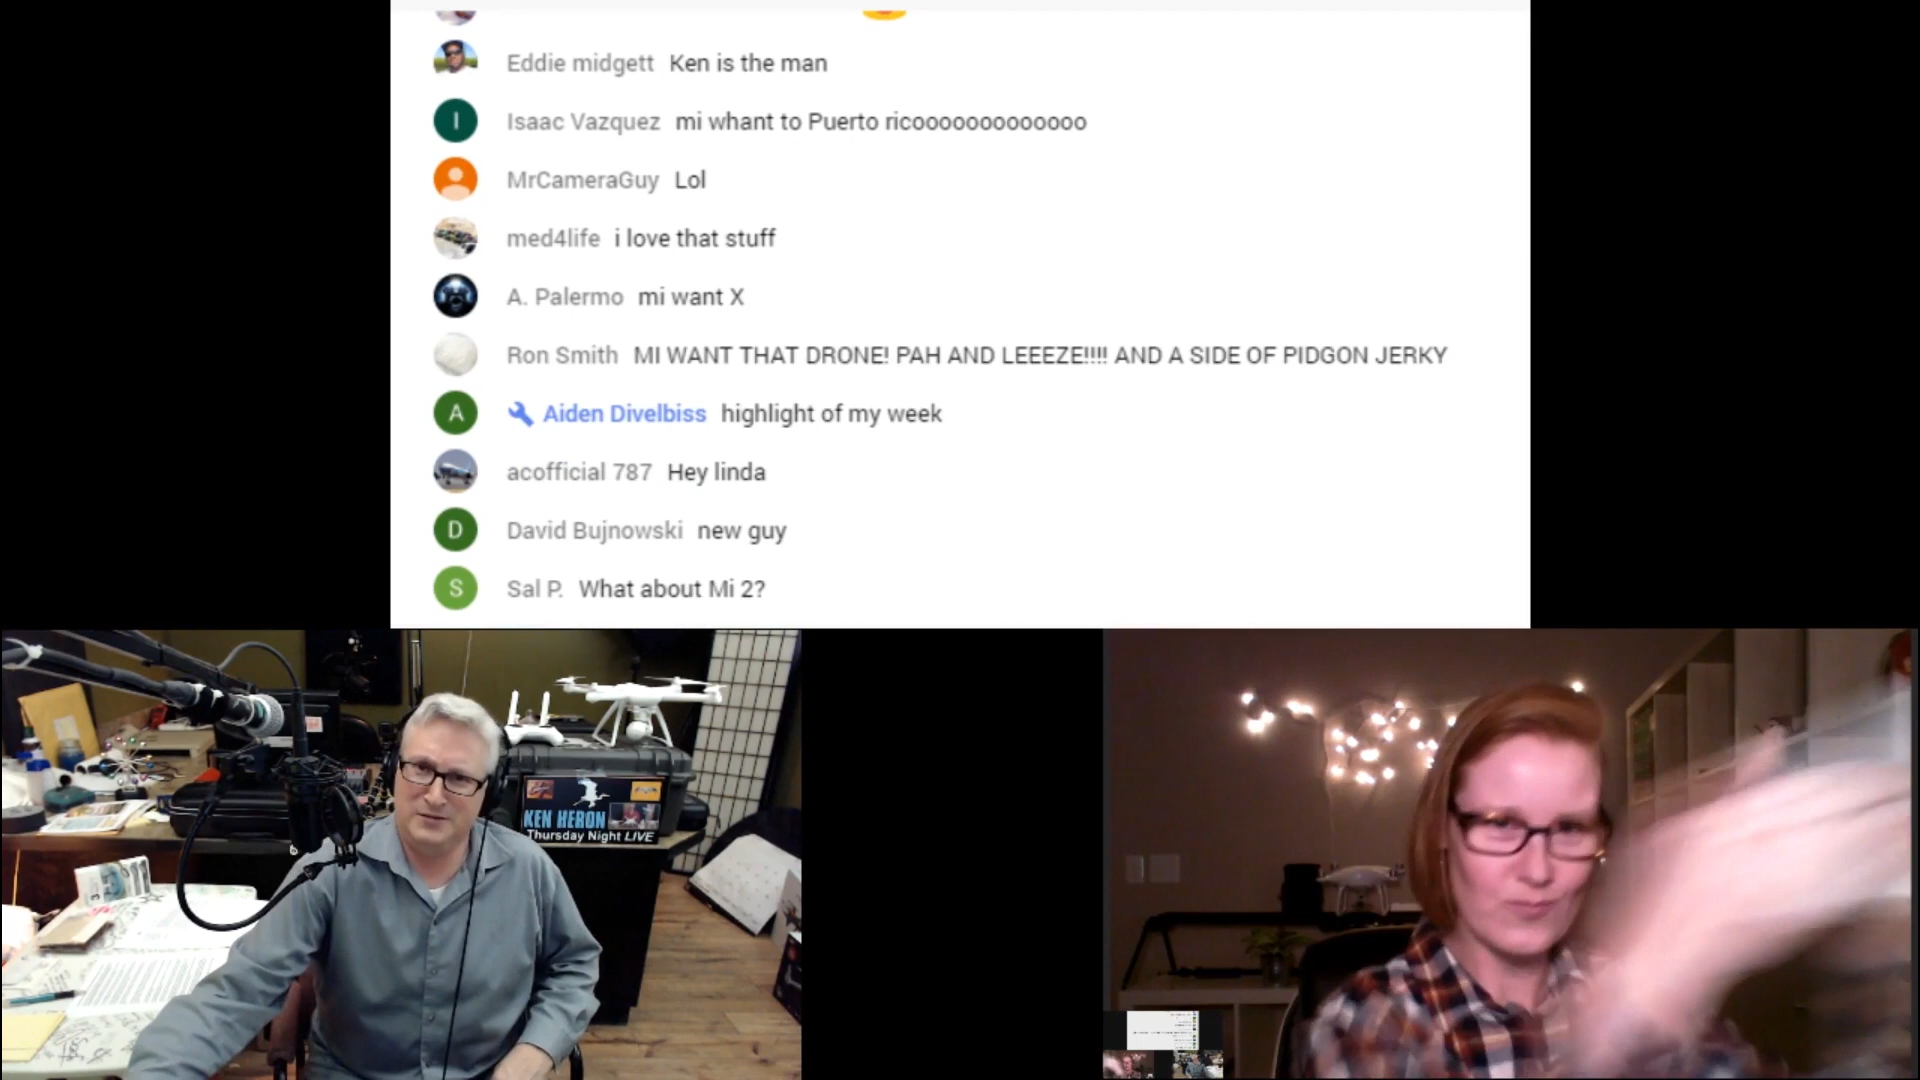 Eddie midgett Ken is the man
I Isaac Vazquez mi whant to Puerto ricooooooooooooo
MrCameraGuy Lol
med4life i love that stuff
A. Palermo mi want X
Ron Smith MI WANT THAT DRONE! PAH AND LEEEZE!!!! AND A SIDE OF PIDGON JERKY
A Aiden Divelbiss highlight of my week
acofficial 787 Hey linda
D David Bujnowski new guy
S Sal P. What about Mi 2?
KEN HERON
Thursday Night LIVE